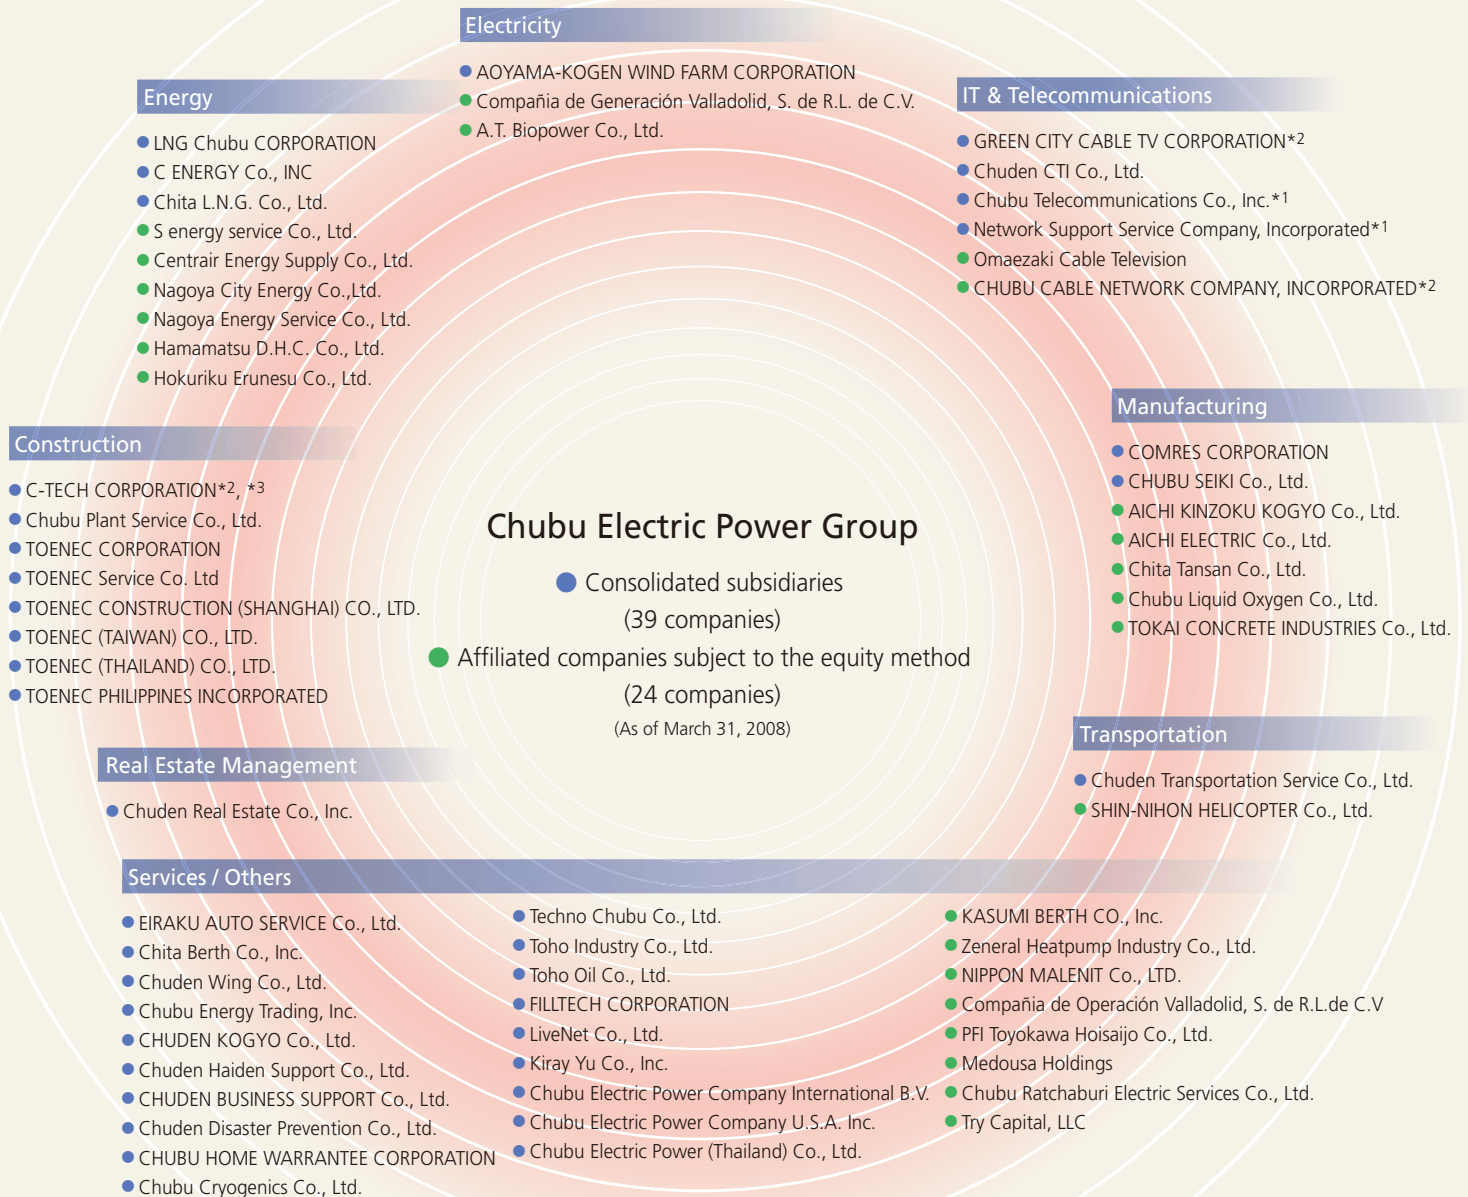 Electricity
AOYAMA-KOGEN WIND FARM CORPORATION
Compañia de Generación Valladolid, S. de R.L. de C.V.
A.T. Biopower Co., Ltd.
Energy
LNG Chubu CORPORATION
C ENERGY Co., INC
Chita L.N.G. Co., Ltd.
S energy service Co., Ltd.
Centrair Energy Supply Co., Ltd.
Nagoya City Energy Co.,Ltd.
Nagoya Energy Service Co., Ltd.
Hamamatsu D.H.C. Co., Ltd.
Hokuriku Erunesu Co., Ltd.
IT & Telecommunications
GREEN CITY CABLE TV CORPORATION*2
Chuden CTI Co., Ltd.
Chubu Telecommunications Co., Inc.*1
Network Support Service Company, Incorporated*1
Omaezaki Cable Television
CHUBU CABLE NETWORK COMPANY, INCORPORATED*2
Manufacturing
COMRES CORPORATION
CHUBU SEIKI Co., Ltd.
AICHI KINZOKU KOGYO Co., Ltd.
AICHI ELECTRIC Co., Ltd.
Chita Tansan Co., Ltd.
Chubu Liquid Oxygen Co., Ltd.
TOKAI CONCRETE INDUSTRIES Co., Ltd.
Construction
C-TECH CORPORATION*2, *3
Chubu Plant Service Co., Ltd.
TOENEC CORPORATION
TOENEC Service Co. Ltd
TOENEC CONSTRUCTION (SHANGHAI) CO., LTD.
TOENEC (TAIWAN) CO., LTD.
TOENEC (THAILAND) CO., LTD.
TOENEC PHILIPPINES INCORPORATED
Chubu Electric Power Group
Consolidated subsidiaries
(39 companies)
Affiliated companies subject to the equity method
(24 companies)
(As of March 31, 2008)
Transportation
Chuden Transportation Service Co., Ltd.
SHIN-NIHON HELICOPTER Co., Ltd.
Real Estate Management
Chuden Real Estate Co., Inc.
Services / Others
EIRAKU AUTO SERVICE Co., Ltd.
Chita Berth Co., Inc.
Chuden Wing Co., Ltd.
Chubu Energy Trading, Inc.
CHUDEN KOGYO Co., Ltd.
Chuden Haiden Support Co., Ltd.
CHUDEN BUSINESS SUPPORT Co., Ltd.
Chuden Disaster Prevention Co., Ltd.
CHUBU HOME WARRANTEE CORPORATION
Chubu Cryogenics Co., Ltd.
Techno Chubu Co., Ltd.
Toho Industry Co., Ltd.
Toho Oil Co., Ltd.
FILLTECH CORPORATION
LiveNet Co., Ltd.
Kiray Yu Co., Inc.
Chubu Electric Power Company International B.V.
Chubu Electric Power Company U.S.A. Inc.
Chubu Electric Power (Thailand) Co., Ltd.
KASUMI BERTH CO., Inc.
Zeneral Heatpump Industry Co., Ltd.
NIPPON MALENIT Co., LTD.
Compañia de Operación Valladolid, S. de R.L.de C.V
PFI Toyokawa Hoisaijo Co., Ltd.
Medousa Holdings
Chubu Ratchaburi Electric Services Co., Ltd.
Try Capital, LLC